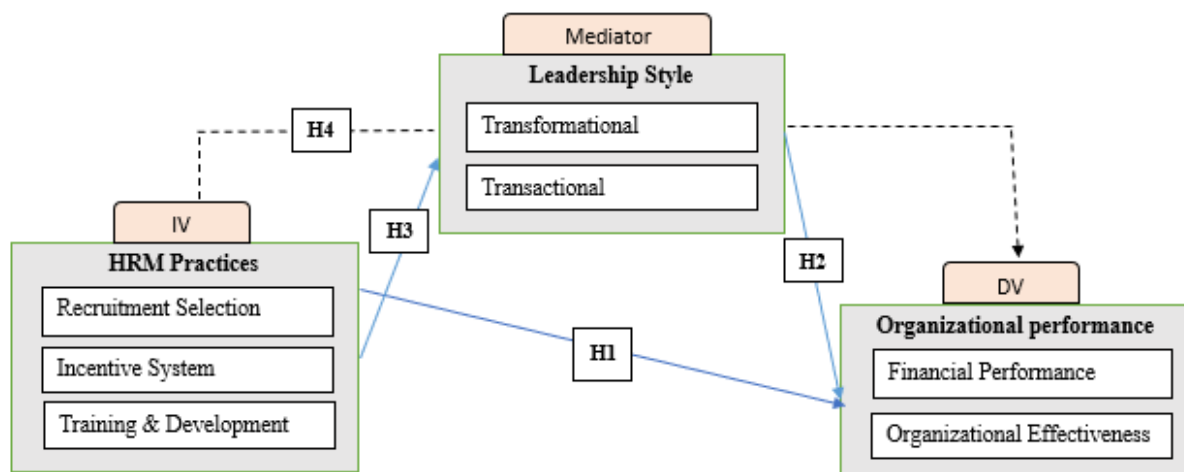 Mediator
Leadership Style
Transformational
Transactional
H4
H3
IV
HRM Practices
Recruitment Selection
Incentive System
Training & Development
H1
H2
DV
Organizational performance
Financial Performance
Organizational Effectiveness